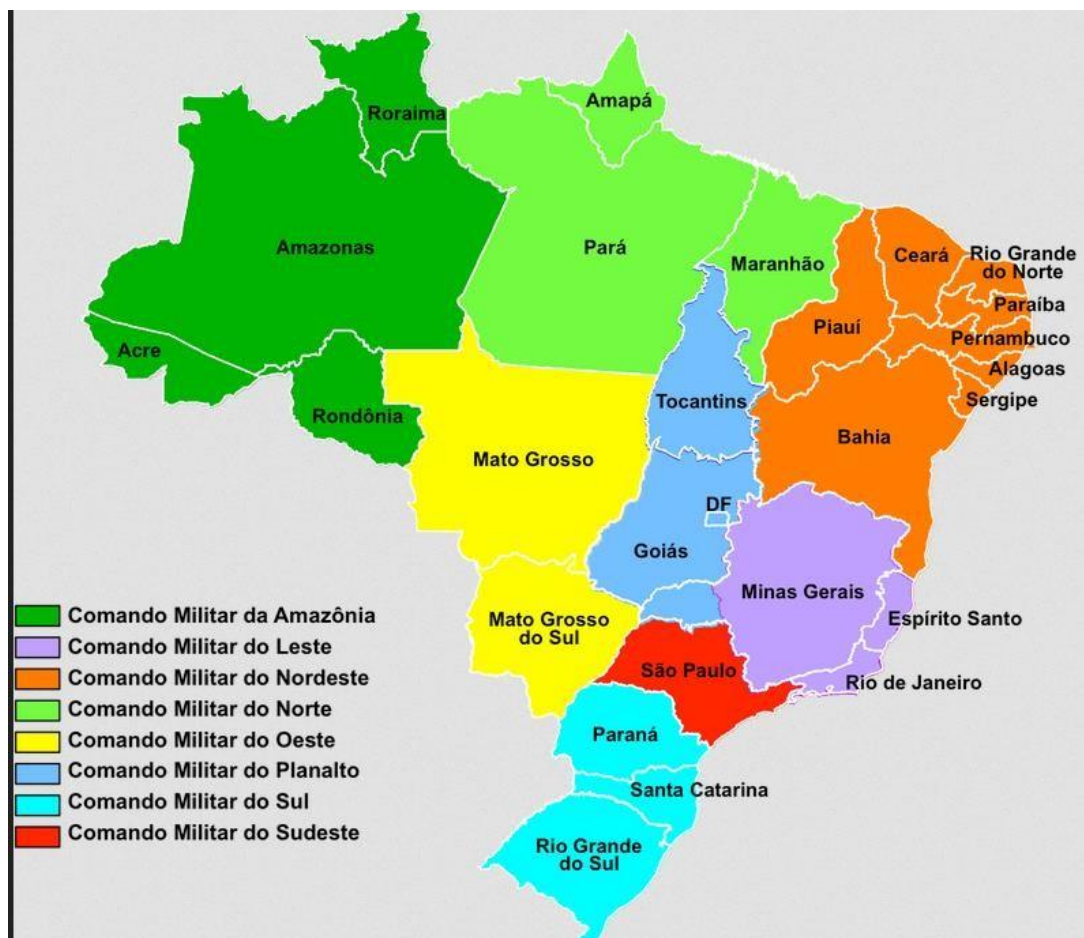 Roraima
Amapá
Amazonas
Pará
Maranhão
Ceará
Rio Grande
do Norte
Paraíba
Piauí
Pernambuco
Alagoas
Sergipe
Acre
Rondônia
Tocantins
Bahia
Mato Grosso
DF
Goiás
Minas Gerais
Espírito Santo
Mato Grosso
do Sul
São Paulo
Rio de Janeiro
Paraná
Santa Catarina
Rio Grande
do Sul
Comando Militar da Amazônia
Comando Militar do Leste
Comando Militar do Nordeste
Comando Militar do Norte
Comando Militar do Oeste
Comando Militar do Planalto
Comando Militar do Sul
Comando Militar do Sudeste